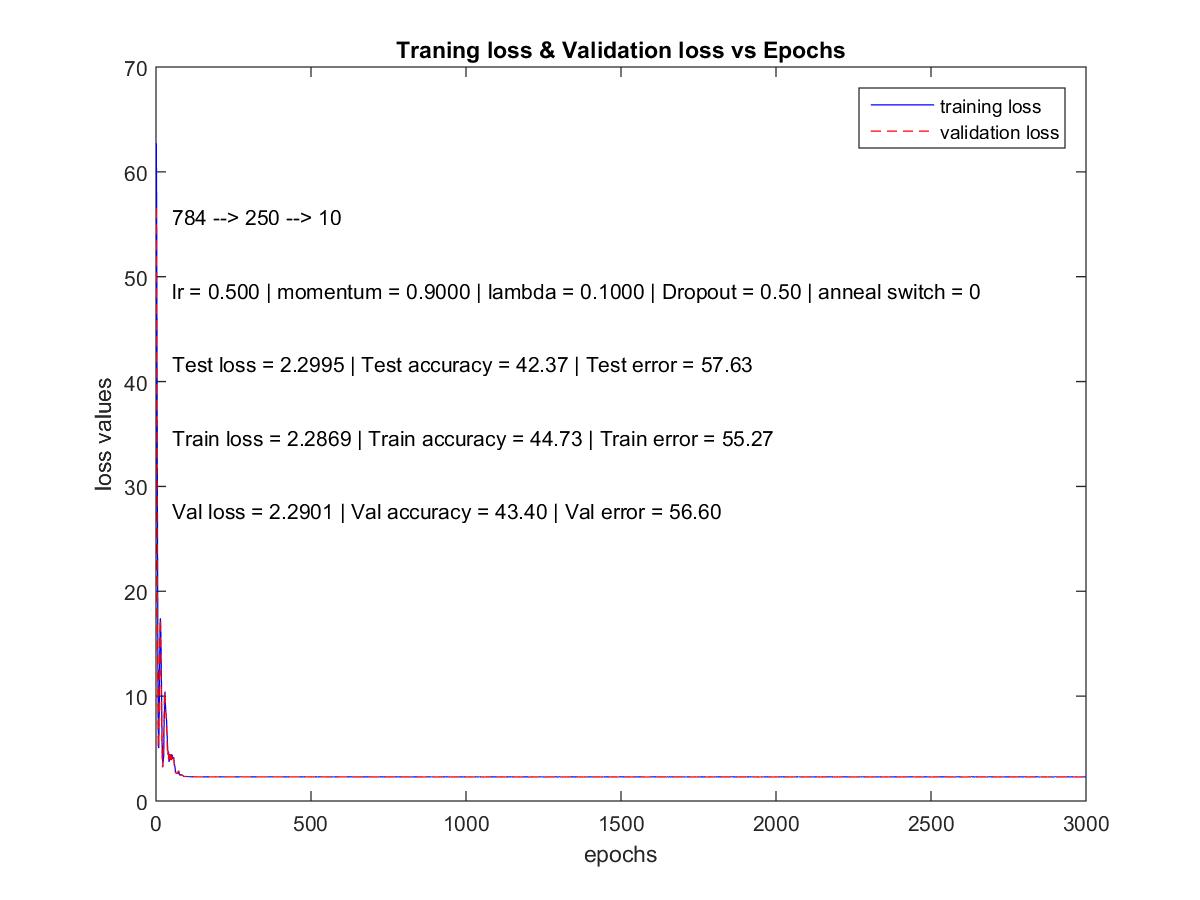 Traning loss & Validation loss vs Epochs
70
60
50
40
30
20
10
0
loss values
training loss
validation loss
784 --> 250 --> 10
lr = 0.500 | momentum = 0.9000 | lambda = 0.1000 | Dropout = 0.50 | anneal switch = 0
Test loss = 2.2995 | Test accuracy = 42.37 | Test error = 57.63
Train loss = 2.2869 | Train accuracy = 44.73 | Train error = 55.27
Val loss = 2.2901 | Val accuracy = 43.40 | Val error = 56.60
0 500 1000 1500 2000 2500 3000
epochs